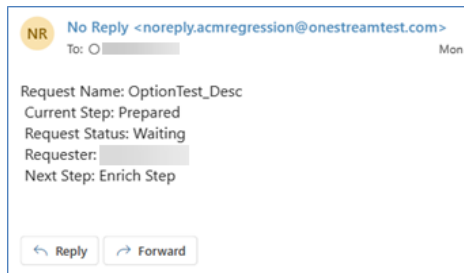 NR
No Reply <noreply.acmregression@onestreamtest.com>
To:
Mon
Request Name: OptionTest_Desc
Current Step: Prepared
Request Status: Waiting
Requester:
Next Step: Enrich Step
Reply
Forward